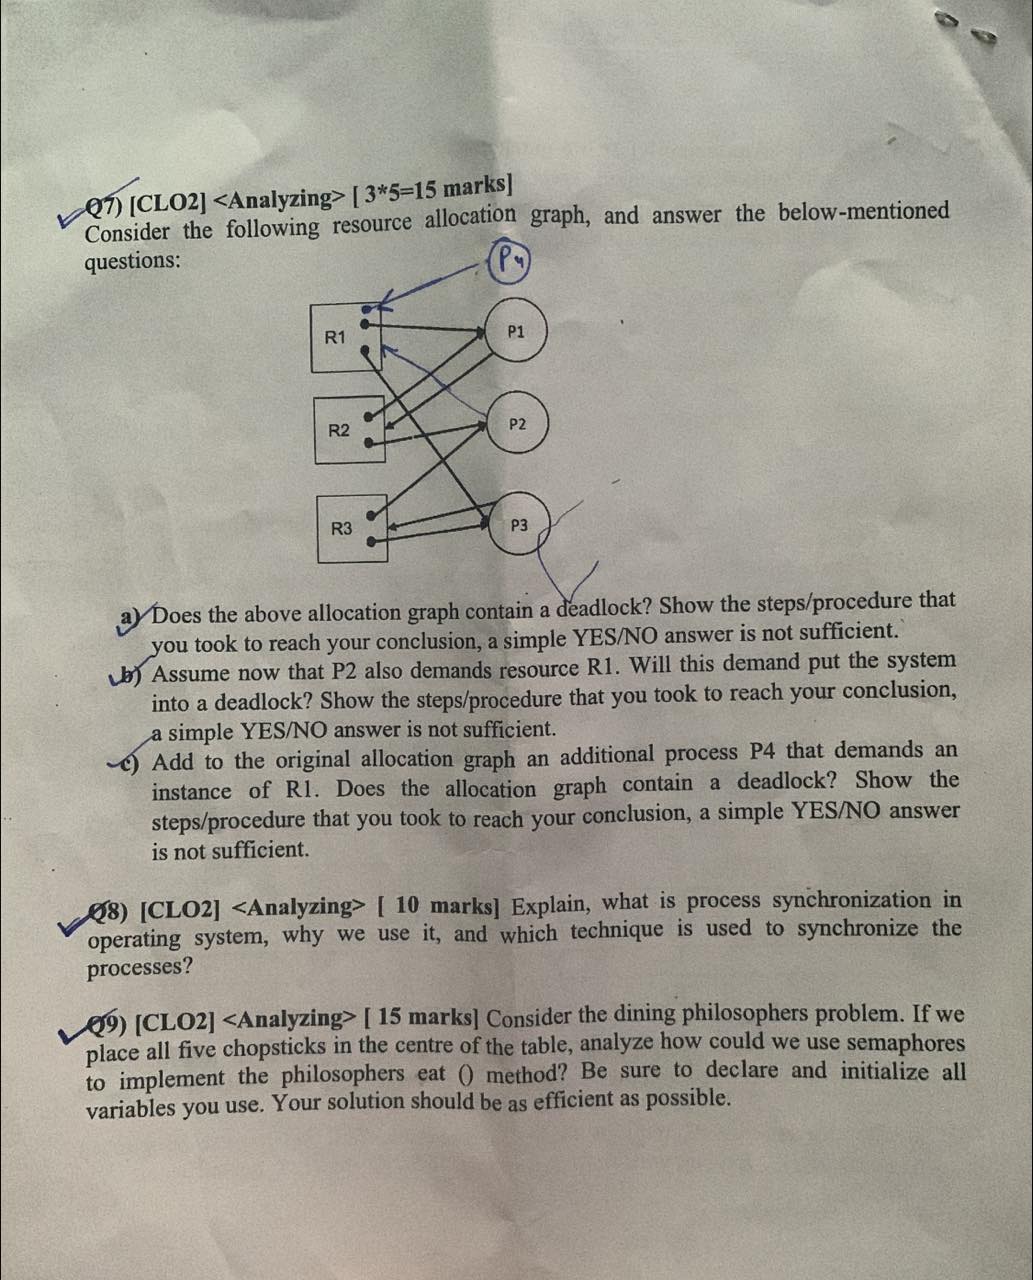 Q7) [CLO2] <Analyzing> [ 3*5=15 marks]
Consider the following resource allocation graph, and answer the below-mentioned
questions:
P4
R1
P1
R2
P2
R3
P3
a) Does the above allocation graph contain a deadlock? Show the steps/procedure that
you took to reach your conclusion, a simple YES/NO answer is not sufficient.
b) Assume now that P2 also demands resource R1. Will this demand put the system
into a deadlock? Show the steps/procedure that you took to reach your conclusion,
a simple YES/NO answer is not sufficient.
c) Add to the original allocation graph an additional process P4 that demands an
instance of R1. Does the allocation graph contain a deadlock? Show the
steps/procedure that you took to reach your conclusion, a simple YES/NO answer
is not sufficient.
Q8) [CLO2] <Analyzing> [ 10 marks] Explain, what is process synchronization in
operating system, why we use it, and which technique is used to synchronize the
processes?
Q9) [CLO2] <Analyzing> [ 15 marks] Consider the dining philosophers problem. If we
place all five chopsticks in the centre of the table, analyze how could we use semaphores
to implement the philosophers eat () method? Be sure to declare and initialize all
variables you use. Your solution should be as efficient as possible.